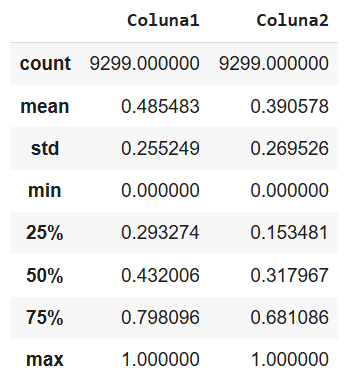 Coluna1 Coluna2
count 9299.000000 9299.000000
mean 0.485483 0.390578
std 0.255249 0.269526
min 0.000000 0.000000
25% 0.293274 0.153481
50% 0.432006 0.317967
75% 0.798096 0.681086
max 1.000000 1.000000